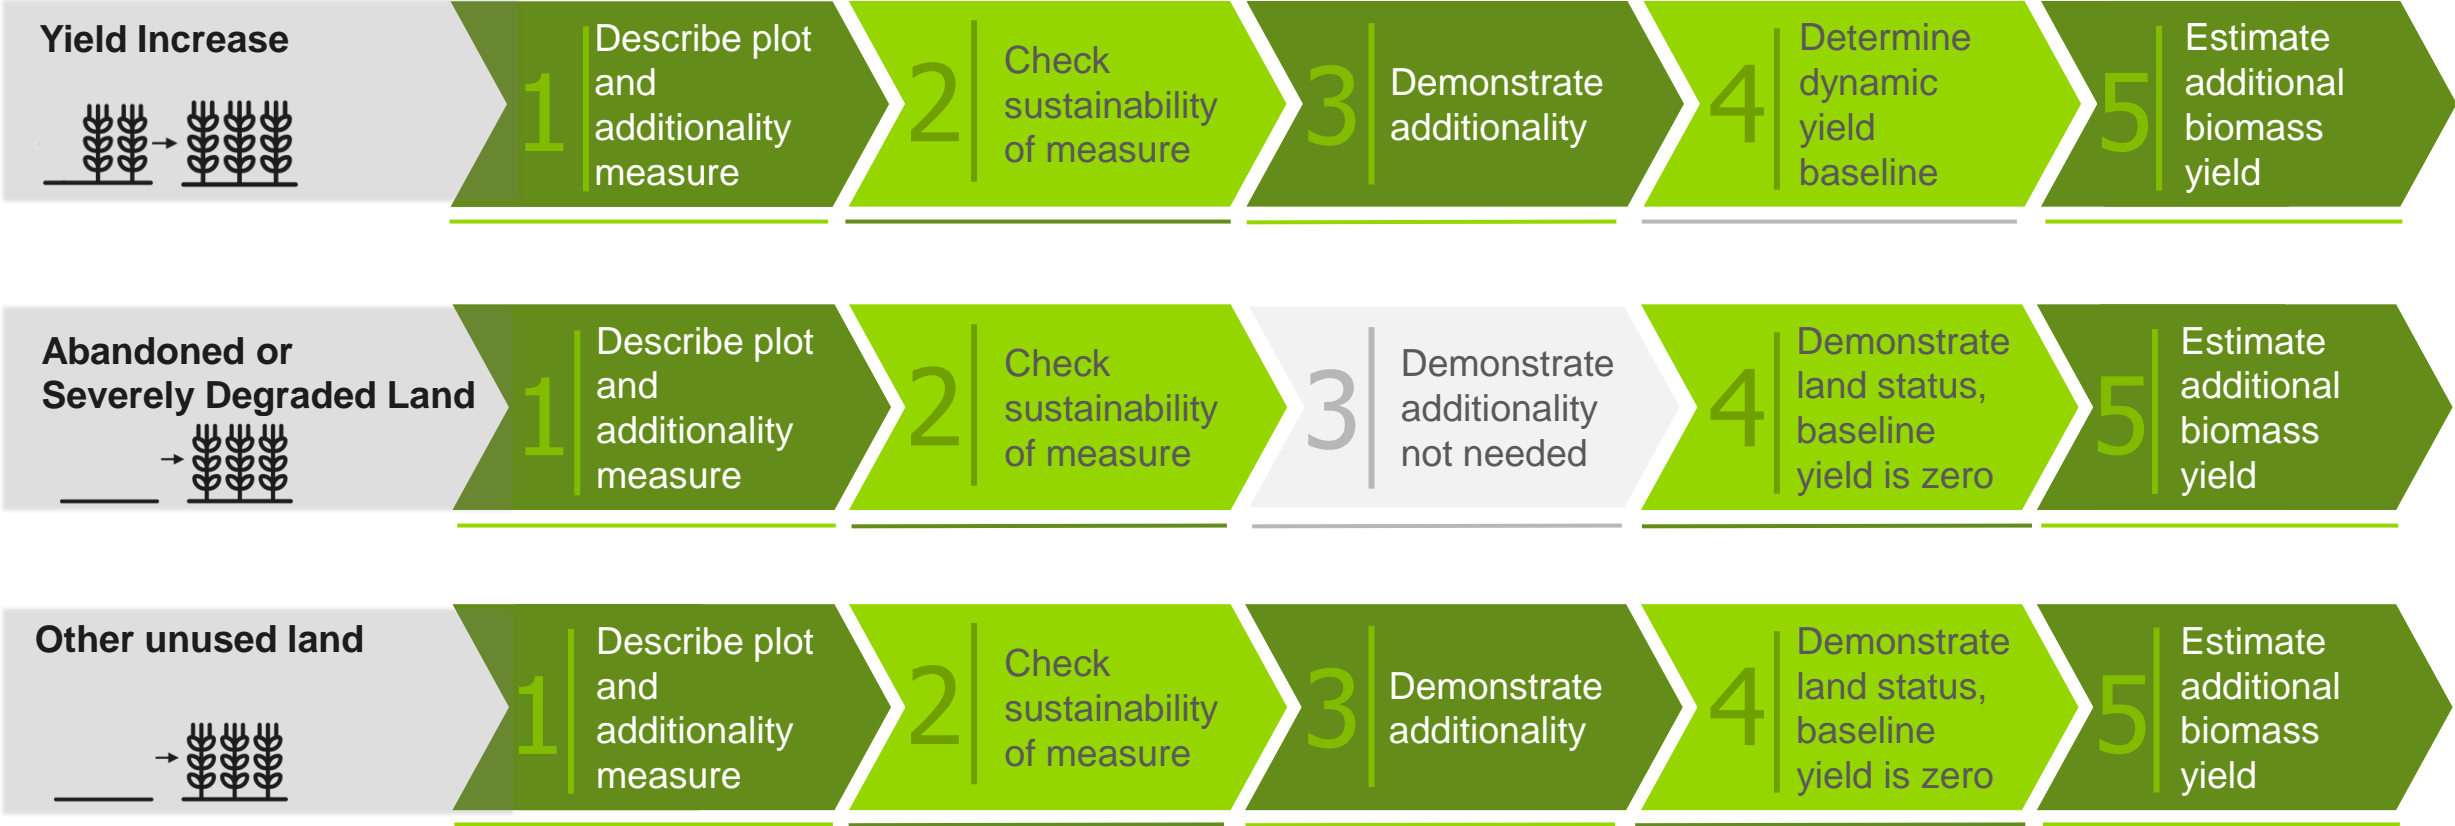 Yield Increase
1
Describe plot
and
additionality
measure
2
Check
sustainability
of measure
3
Demonstrate
additionality
4
Determine
dynamic
yield
baseline
5
Estimate
additional
biomass
yield
Abandoned or
Severely Degraded Land
1
Describe plot
and
additionality
measure
2
Check
sustainability
of measure
3
Demonstrate
additionality
not needed
4
Demonstrate
land status,
baseline
yield is zero
5
Estimate
additional
biomass
yield
Other unused land
1
Describe plot
and
additionality
measure
2
Check
sustainability
of measure
3
Demonstrate
additionality
4
Demonstrate
land status,
baseline
yield is zero
5
Estimate
additional
biomass
yield